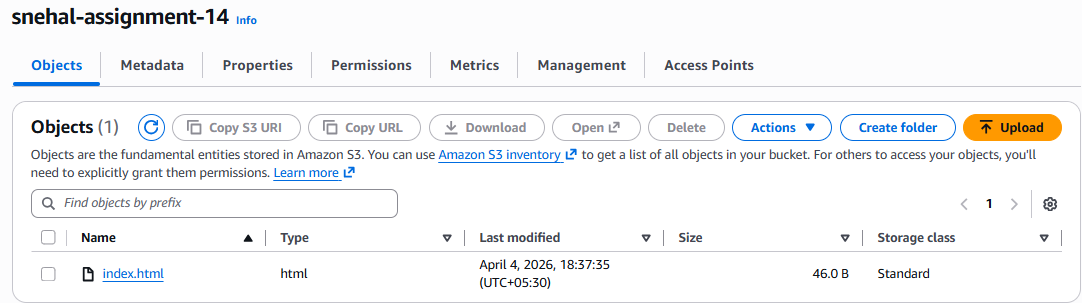 snehal-assignment-14 Info
Objects Metadata Properties Permissions Metrics Management Access Points
Objects (1) Copy S3 URI Copy URL Download Open Delete Actions Create folder Upload
Objects are the fundamental entities stored in Amazon S3. You can use Amazon S3 inventory to get a list of all objects in your bucket. For others to access your objects, you'll
need to explicitly grant them permissions. Learn more
Find objects by prefix 1
Name Type Last modified Size Storage class
index.html html April 4, 2026, 18:37:35 46.0 B Standard
(UTC+05:30)